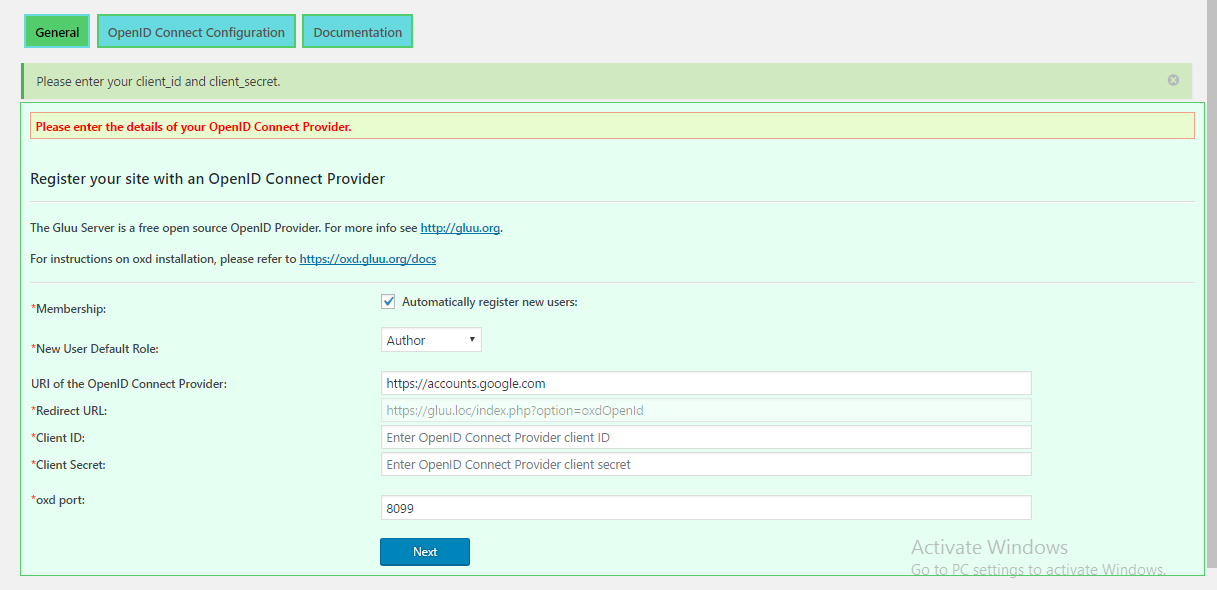 General OpenID Connect Configuration Documentation
Please enter your client_id and client_secret.
Please enter the details of your OpenID Connect Provider.
Register your site with an OpenID Connect Provider
The Gluu Server is a free open source OpenID Provider. For more info see http://gluu.org.
For instructions on oxd installation, please refer to https://oxd.gluu.org/docs
*Membership: Automatically register new users:
*New User Default Role: Author
URI of the OpenID Connect Provider: https://accounts.google.com
*Redirect URL: https://gluu.loc/index.php?option=oxdOpenId
*Client ID: Enter OpenID Connect Provider client ID
*Client Secret: Enter OpenID Connect Provider client secret
*oxd port: 8099
Next
Activate Windows
Go to PC settings to activate Windows.